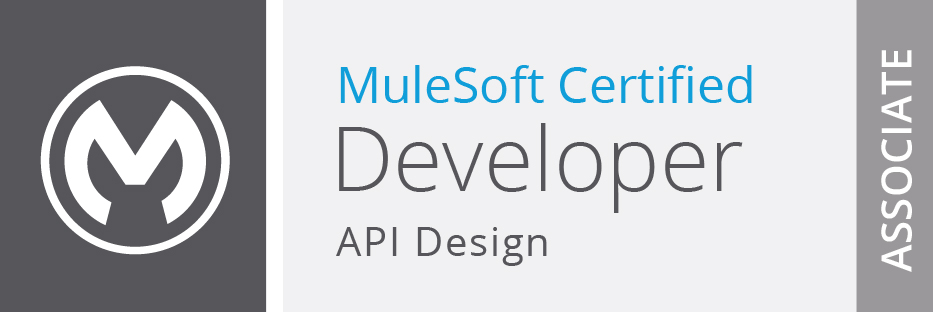 MuleSoft Certified
Developer
API Design
ASSOCIATE